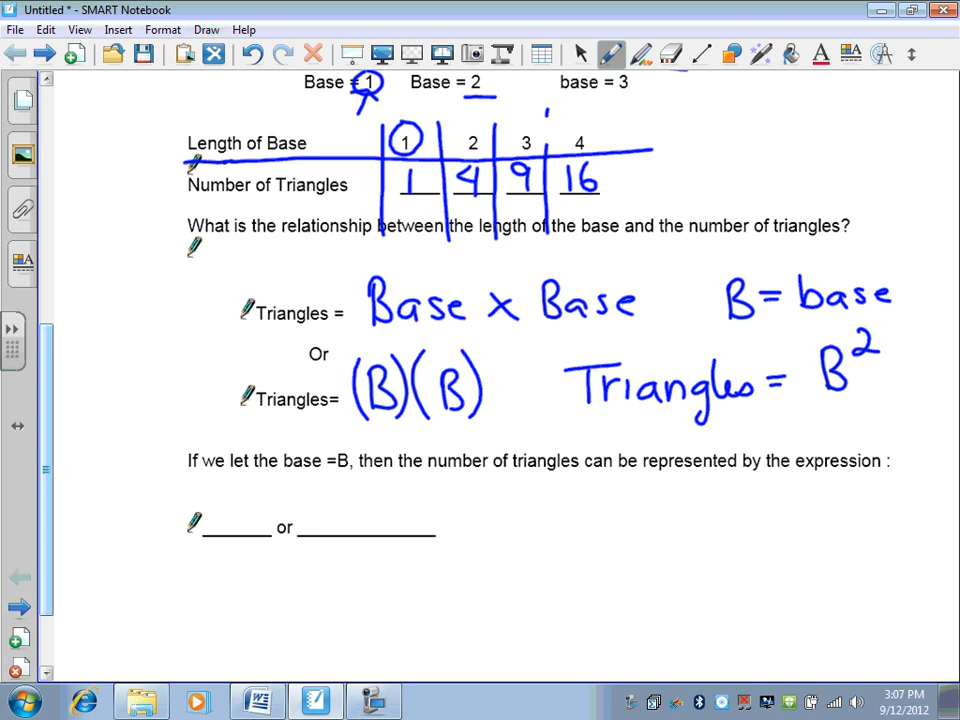 Untitled * - SMART Notebook
File Edit View Insert Format Draw Help
Base = 1 Base = 2 base = 3
Length of Base 1 2 3 4
Number of Triangles 1 4 9 16
What is the relationship between the length of the base and the number of triangles?
Triangles = Base x Base B = base
Or
Triangles= (B)(B) Triangles = B²
If we let the base =B, then the number of triangles can be represented by the expression :
_______ or ______________
3:07 PM
9/12/2012